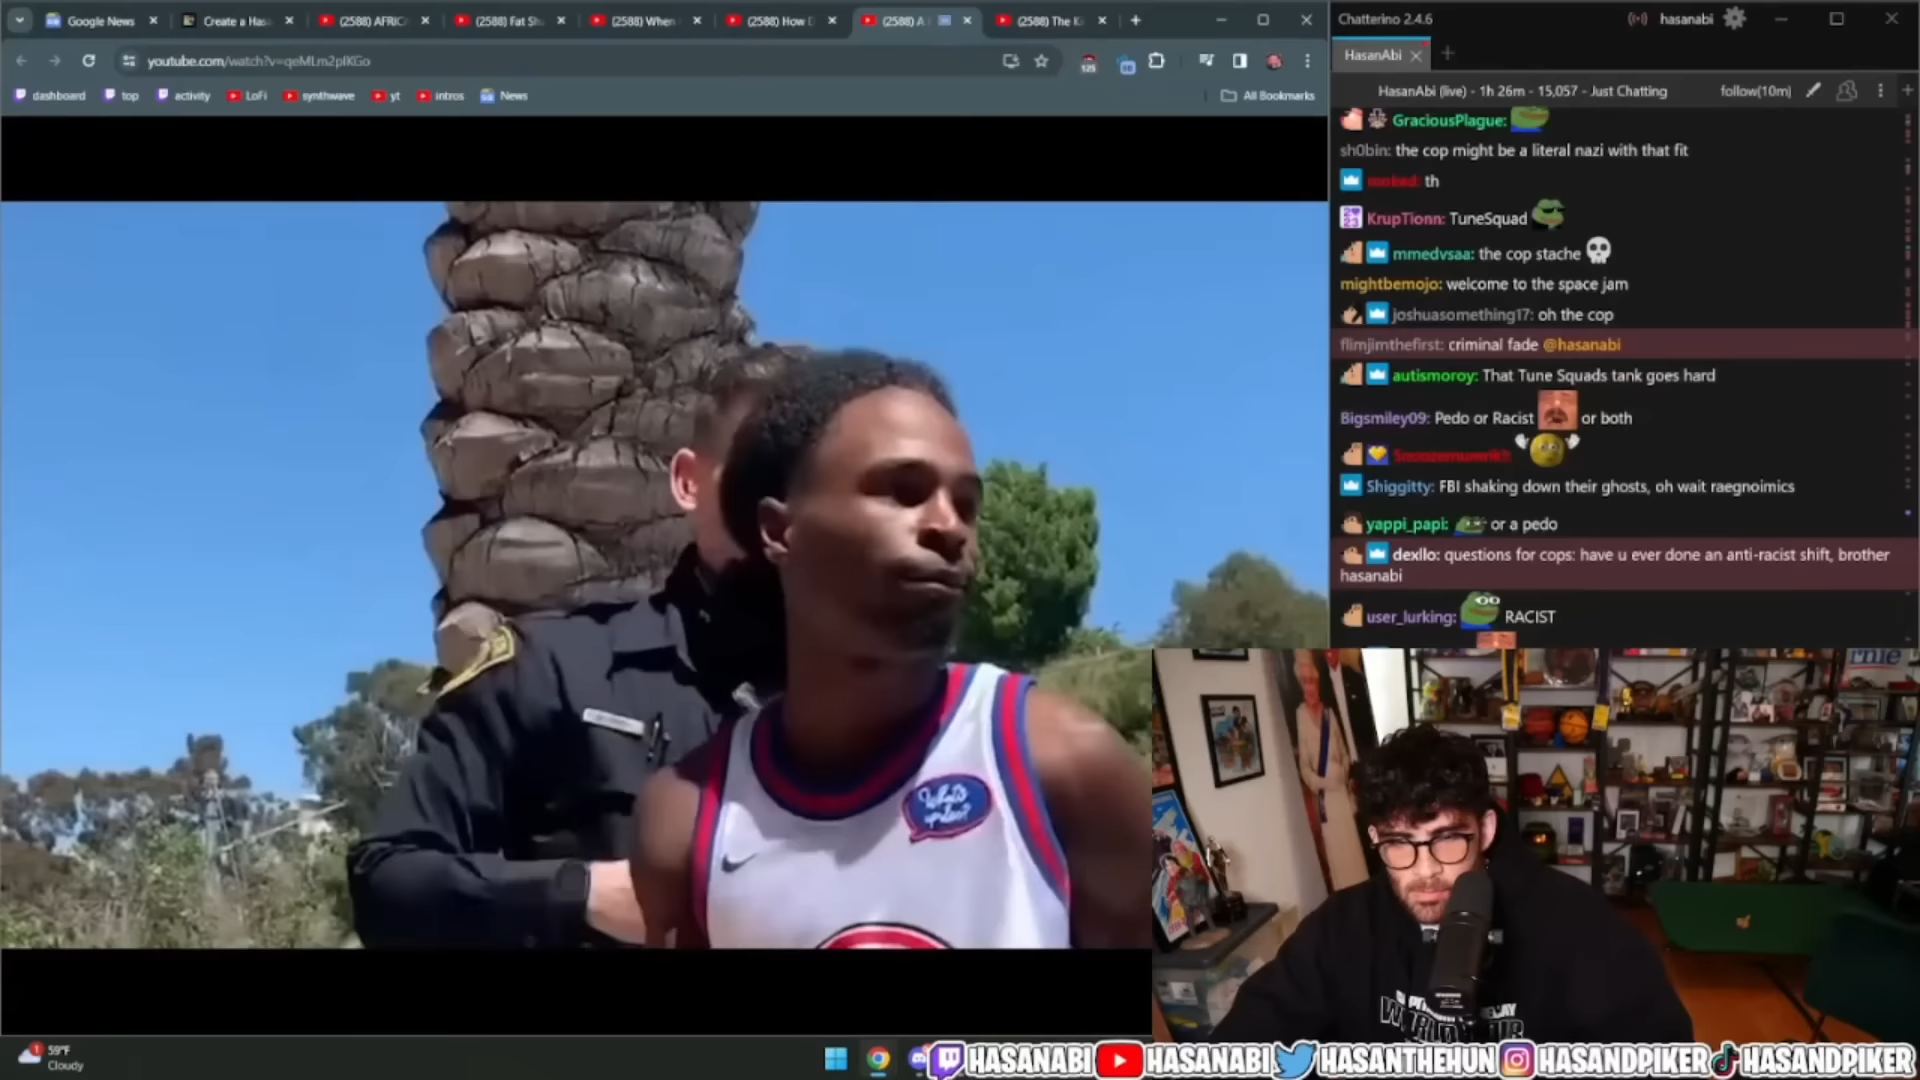 Google News
Create a Has
(2588) AFRIC
(2588) Fat Sh
(2588) When
(2588) How D
(2588) A
(2588) The K
youtube.com/watch?v=qeMLm2plKGo
dashboard
top
activity
LoFi
synthwave
yt
intros
News
All Bookmarks
Chatterino 2.4.6
hasanabi
HasanAbi
HasanAbi (live) - 1h 26m - 15,057 - Just Chatting
follow(10m)
GraciousPlague:
sh0bin: the cop might be a literal nazi with that fit
th
KrupTionn: TuneSquad
mmedvsaa: the cop stache
mightbemojo: welcome to the space jam
joshuasomething17: oh the cop
flimjimthefirst: criminal fade @hasanabi
autismoroy: That Tune Squads tank goes hard
Bigsmiley09: Pedo or Racist or both
Shiggitty: FBI shaking down their ghosts, oh wait raegnoimics
yappi_papi: or a pedo
dexllo: questions for cops: have u ever done an anti-racist shift, brother
hasanabi
user_lurking: RACIST
What's
59°F
Cloudy
HASANABI
HASANABI
HASANTHEHUN
HASANDPIKER
HASANDPIKER